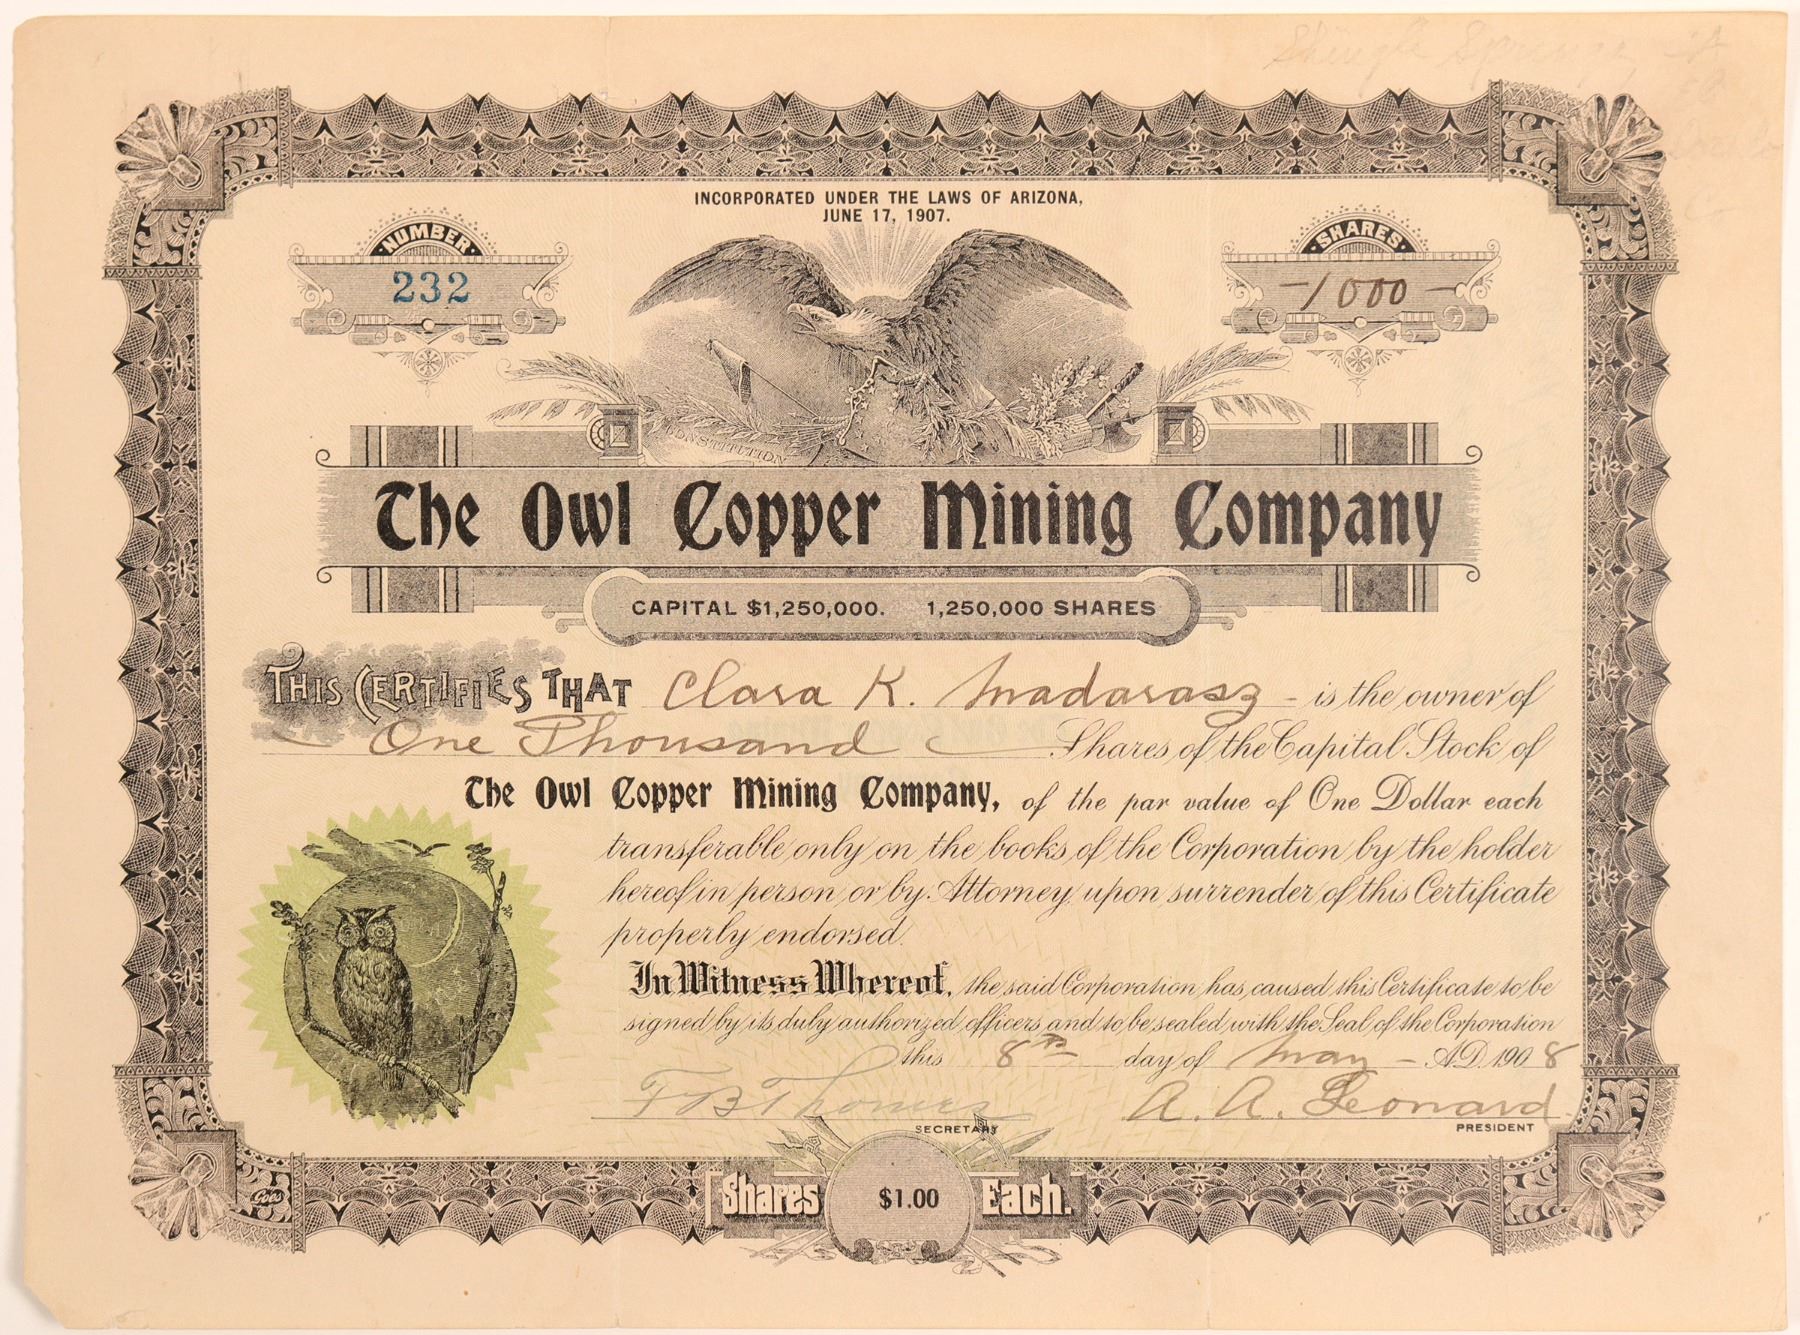 Shingle Springs
INCORPORATED UNDER THE LAWS OF ARIZONA,
JUNE 17, 1907.
NUMBER
232
SHARES
1000
CONSTITUTION
The Owl Copper Mining Company
CAPITAL $1,250,000. 1,250,000 SHARES
THIS CERTIFIES THAT Clara K. Madarasz is the owner of
One Thousand Shares of the Capital Stock of
The Owl Copper Mining Company, of the par value of One Dollar each
transferable only on the books of the Corporation by the holder
hereof in person or by Attorney upon surrender of this Certificate
properly endorsed.
In Witness Whereof, the said Corporation has caused this Certificate to be
signed by its duly authorized officers and to be sealed with the Seal of the Corporation
this 8th day of May A.D. 1908
F B Thomes A. A. Leonard
SECRETARY PRESIDENT
Goes
Shares $1.00 Each.